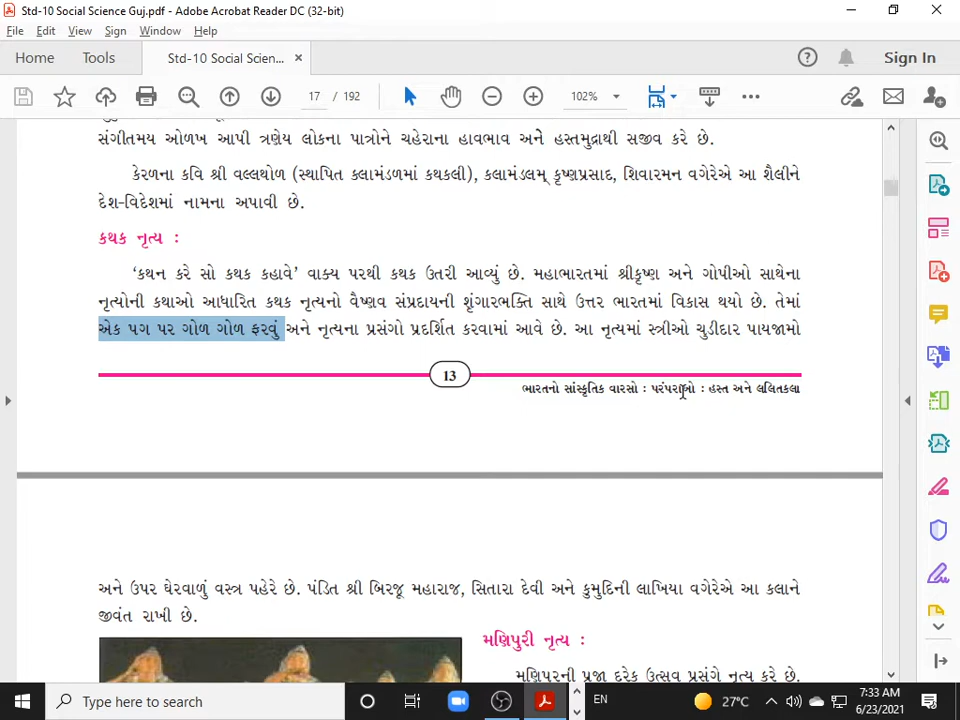 Std-10 Social Science Guj.pdf - Adobe Acrobat Reader DC (32-bit)
File Edit View Sign Window Help
Home Tools Std-10 Social Scien... Sign In
17 / 192 102%
સંગીતમય ઓળખ આપી ત્રણેય લોકના પાત્રોને ચહેરાના હાવભાવ અને હસ્તમુદ્રાથી સજીવ કરે છે.
કેરળના કવિ શ્રી વલ્લથોળ (સ્થાપિત ક્લામંડળમાં કથકલી), કલામંડલમ્ કૃષ્ણપ્રસાદ, શિવારમન વગેરેએ આ શૈલીને
દેશ-વિદેશમાં નામના અપાવી છે.
કથક નૃત્ય :
‘કથન કરે સો કથક કહાવે’ વાક્ય પરથી કથક ઉતરી આવ્યું છે. મહાભારતમાં શ્રીકૃષ્ણ અને ગોપીઓ સાથેના
નૃત્યોની કથાઓ આધારિત કથક નૃત્યનો વૈષ્ણવ સંપ્રદાયની શૃંગારભક્તિ સાથે ઉત્તર ભારતમાં વિકાસ થયો છે. તેમાં
એક પગ પર ગોળ ગોળ ફરવું અને નૃત્યના પ્રસંગો પ્રદર્શિત કરવામાં આવે છે. આ નૃત્યમાં સ્ત્રીઓ ચુડીદાર પાયજામો
13
ભારતનો સાંસ્કૃતિક વારસો : પરંપરાઓ : હસ્ત અને લલિતકલા
અને ઉપર ઘેરવાળું વસ્ત્ર પહેરે છે. પંડિત શ્રી બિરજૂ મહારાજ, સિતારા દેવી અને કુમુદિની લાખિયા વગેરેએ આ કલાને
જીવંત રાખી છે.
મણિપુરી નૃત્ય :
મણિપુરની પ્રજા દરેક ઉત્સવ પ્રસંગે નૃત્ય કરે છે.
Type here to search
EN
27°C
7:33 AM
6/23/2021